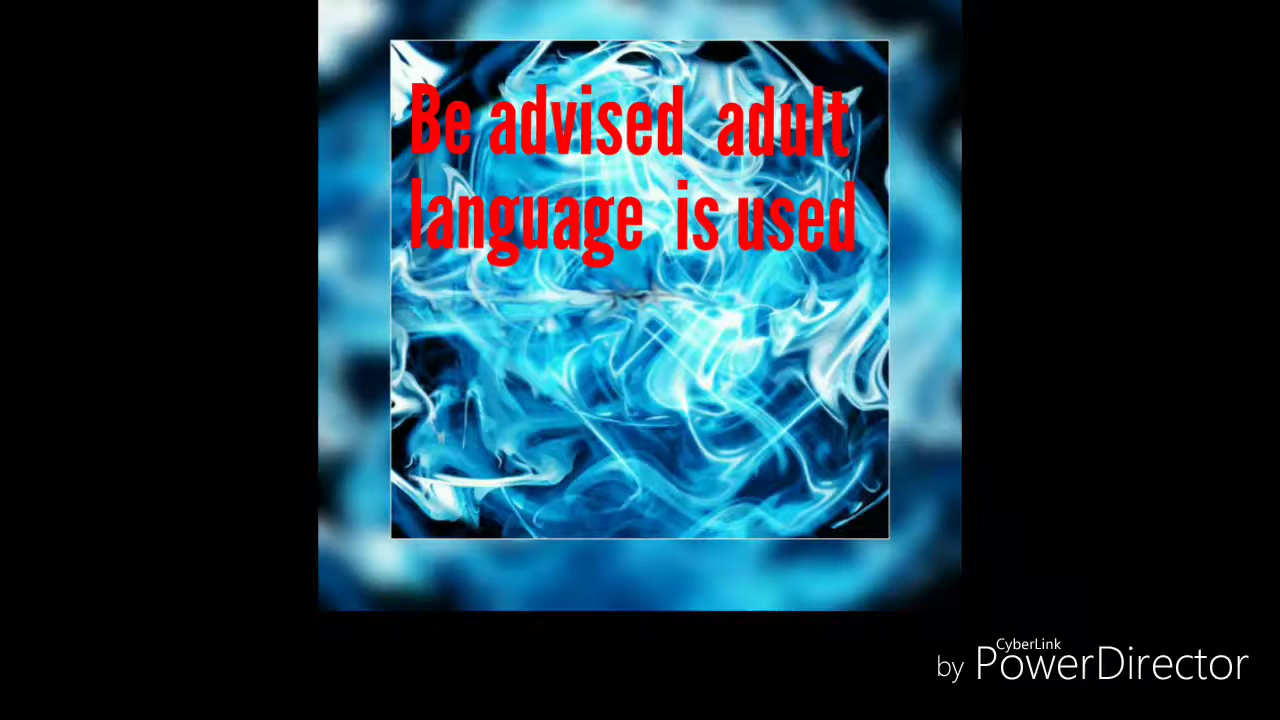 Be advised adult
language is used
CyberLink
by PowerDirector